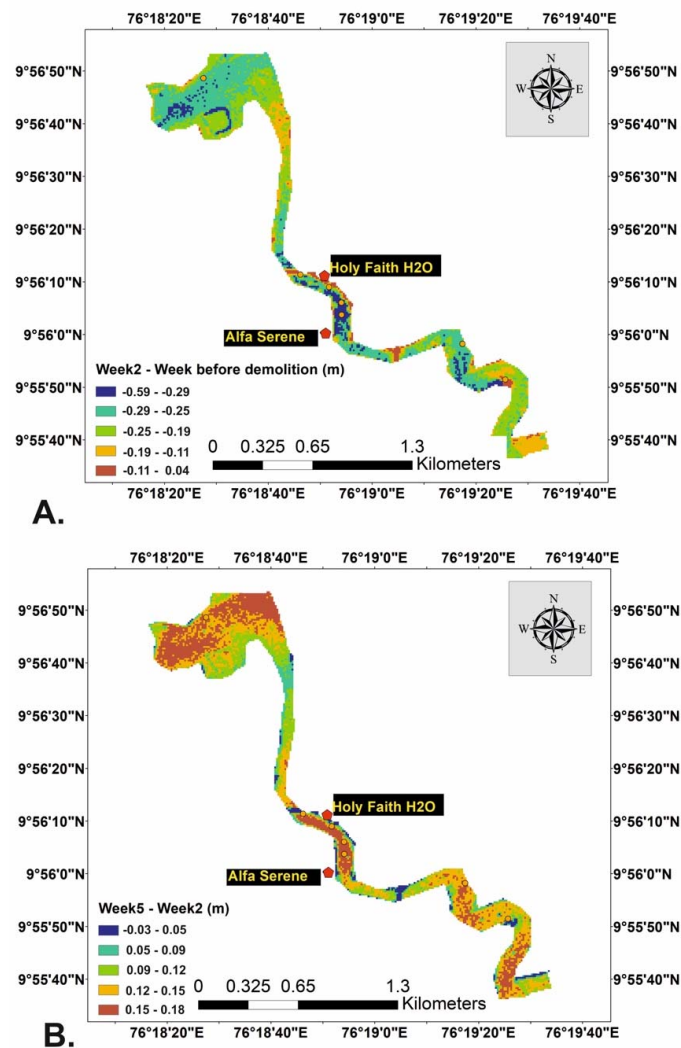 76°18'20"E 76°18'40"E 76°19'0"E 76°19'20"E 76°19'40"E
9°56'50"N 9°56'50"N
9°56'40"N 9°56'40"N
9°56'30"N 9°56'30"N
9°56'20"N 9°56'20"N
9°56'10"N 9°56'10"N
9°56'0"N 9°56'0"N
9°55'50"N 9°55'50"N
9°55'40"N 9°55'40"N
N
W E
S
Holy Faith H2O
Alfa Serene
Week2 - Week before demolition (m)
-0.59 - -0.29
-0.29 - -0.25
-0.25 - -0.19
-0.19 - -0.11
-0.11 - 0.04
0 0.325 0.65 1.3
Kilometers
76°18'20"E 76°18'40"E 76°19'0"E 76°19'20"E 76°19'40"E
A.
76°18'20"E 76°18'40"E 76°19'0"E 76°19'20"E 76°19'40"E
9°56'50"N 9°56'50"N
9°56'40"N 9°56'40"N
9°56'30"N 9°56'30"N
9°56'20"N 9°56'20"N
9°56'10"N 9°56'10"N
9°56'0"N 9°56'0"N
9°55'50"N 9°55'50"N
9°55'40"N 9°55'40"N
N
W E
S
Holy Faith H2O
Alfa Serene
Week5 - Week2 (m)
-0.03 - 0.05
0.05 - 0.09
0.09 - 0.12
0.12 - 0.15
0.15 - 0.18
0 0.325 0.65 1.3
Kilometers
76°18'20"E 76°18'40"E 76°19'0"E 76°19'20"E 76°19'40"E
B.